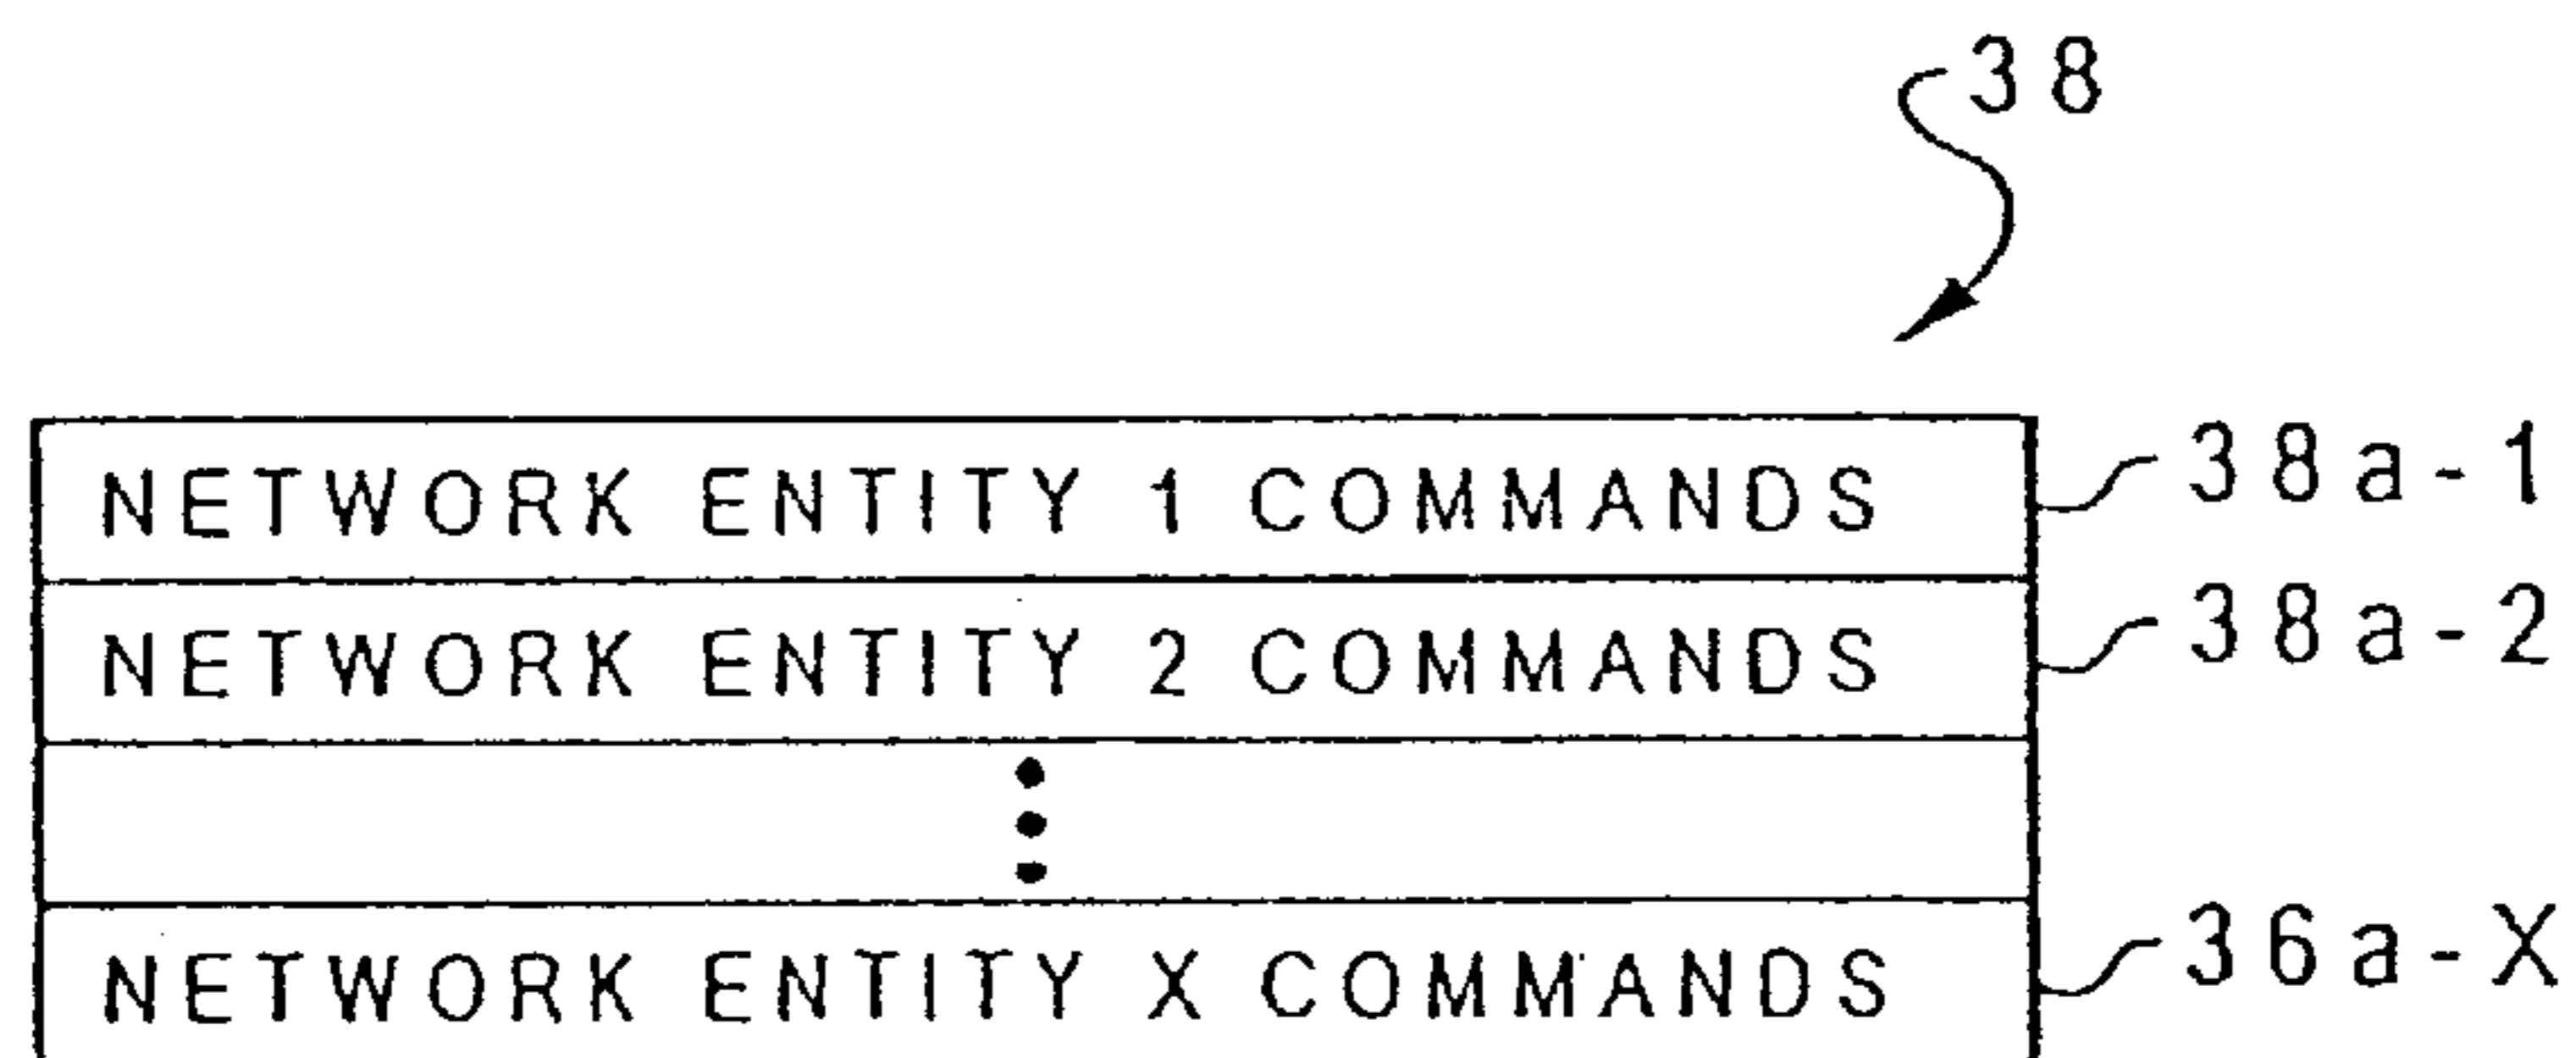 38
NETWORK ENTITY 1 COMMANDS 38a-1
NETWORK ENTITY 2 COMMANDS 38a-2
NETWORK ENTITY X COMMANDS 36a-X